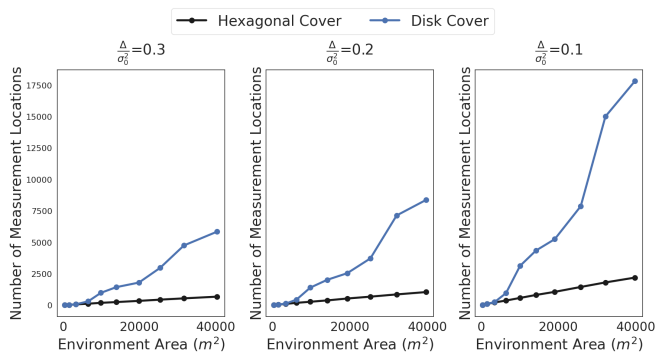 Hexagonal Cover Disk Cover
Δ/σ₀²=0.3 Δ/σ₀²=0.2 Δ/σ₀²=0.1
Number of Measurement Locations
17500
15000
12500
10000
7500
5000
2500
0
0 20000 40000
Environment Area (m²)
Number of Measurement Locations
0 20000 40000
Environment Area (m²)
Number of Measurement Locations
0 20000 40000
Environment Area (m²)